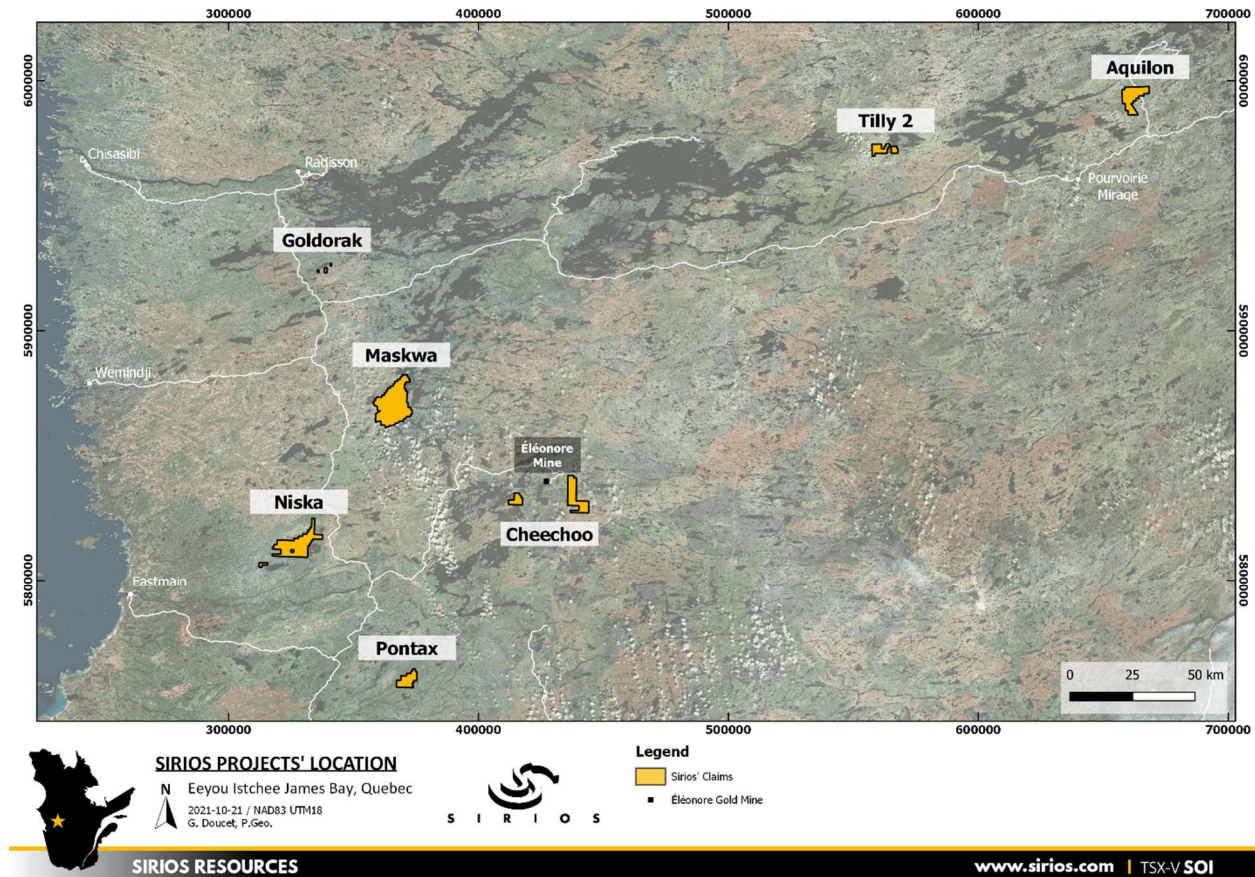 300000 400000 500000 600000 700000
6000000 6000000
Aquilon
Tilly 2
Chisasibi
Radisson
Pourvoirie
Mirage
Goldorak
5900000 5900000
Maskwa
Wemindji
Éléonore
Mine
Niska
Cheechoo
5800000 5800000
Eastmain
Pontax
0 25 50 km
300000 400000 500000 600000 700000
SIRIOS PROJECTS' LOCATION
N
Eeyou Istchee James Bay, Quebec
2021-10-21 / NAD83 UTM18
G. Doucet, P.Geo.
SIRIOS
Legend
Sirios' Claims
Éléonore Gold Mine
SIRIOS RESOURCES
www.sirios.com | TSX-V SOI